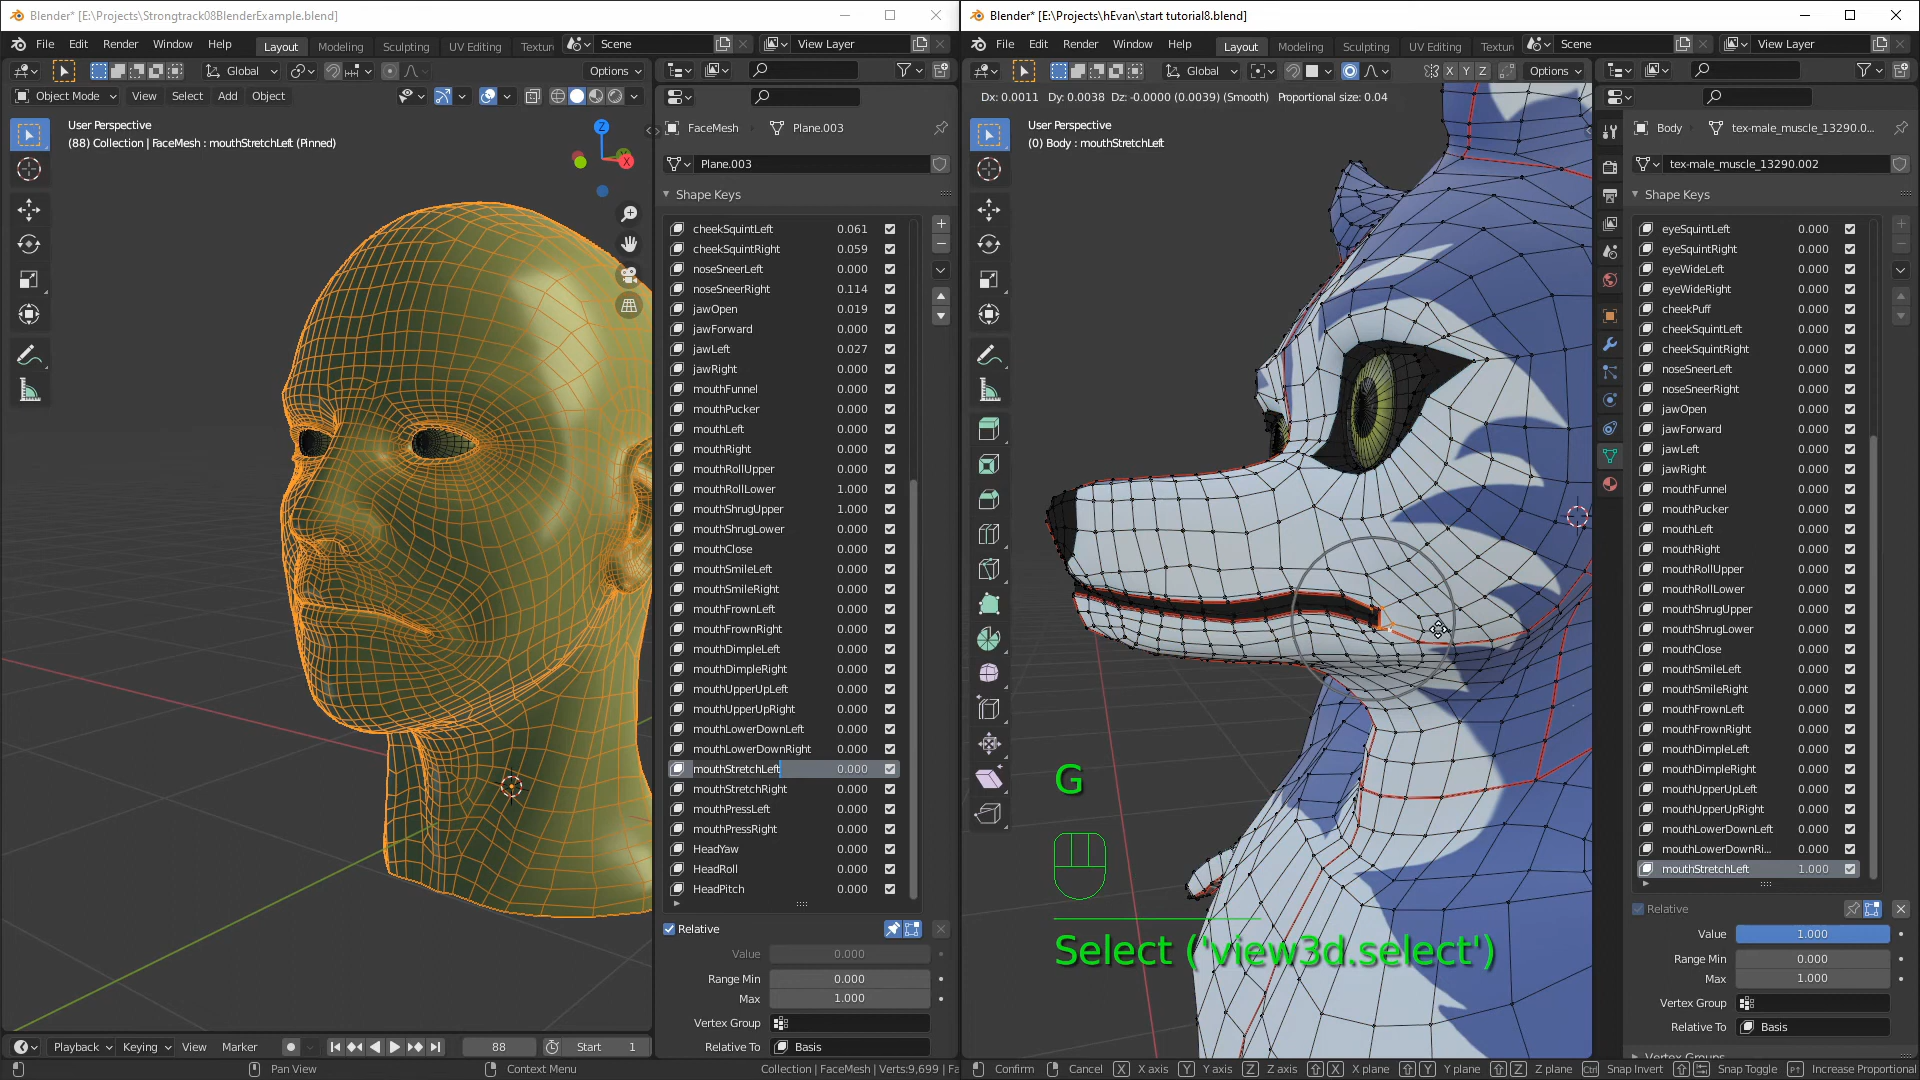 Blender* [E:\Projects\Strongtrack08BlenderExample.blend]
File Edit Render Window Help Layout Modeling Sculpting UV Editing Textur Scene View Layer
Global Options
Object Mode View Select Add Object
User Perspective
(88) Collection | FaceMesh : mouthStretchLeft (Pinned)
Z
X
FaceMesh Plane.003
Plane.003
Shape Keys
cheekSquintLeft 0.061
cheekSquintRight 0.059
noseSneerLeft 0.000
noseSneerRight 0.114
jawOpen 0.019
jawForward 0.000
jawLeft 0.027
jawRight 0.000
mouthFunnel 0.000
mouthPucker 0.000
mouthLeft 0.000
mouthRight 0.000
mouthRollUpper 0.000
mouthRollLower 1.000
mouthShrugUpper 1.000
mouthShrugLower 0.000
mouthClose 0.000
mouthSmileLeft 0.000
mouthSmileRight 0.000
mouthFrownLeft 0.000
mouthFrownRight 0.000
mouthDimpleLeft 0.000
mouthDimpleRight 0.000
mouthUpperUpLeft 0.000
mouthUpperUpRight 0.000
mouthLowerDownLeft 0.000
mouthLowerDownRight 0.000
mouthStretchLeft 0.000
mouthStretchRight 0.000
mouthPressLeft 0.000
mouthPressRight 0.000
HeadYaw 0.000
HeadRoll 0.000
HeadPitch 0.000
Relative
Value 0.000
Range Min 0.000
Max 1.000
Vertex Group
Relative To Basis
Playback Keying View Marker 88 Start 1
Pan View Context Menu Collection | FaceMesh | Verts:9,699 | Fa
Blender* [E:\Projects\hEvan\start tutorial8.blend]
File Edit Render Window Help Layout Modeling Sculpting UV Editing Textur Scene View Layer
Global X Y Z Options
Dx: 0.0011 Dy: 0.0038 Dz: -0.0000 (0.0039) (Smooth) Proportional size: 0.04
User Perspective
(0) Body : mouthStretchLeft
G
Select ('view3d.select')
Body tex-male_muscle_13290.0...
tex-male_muscle_13290.002
Shape Keys
eyeSquintLeft 0.000
eyeSquintRight 0.000
eyeWideLeft 0.000
eyeWideRight 0.000
cheekPuff 0.000
cheekSquintLeft 0.000
cheekSquintRight 0.000
noseSneerLeft 0.000
noseSneerRight 0.000
jawOpen 0.000
jawForward 0.000
jawLeft 0.000
jawRight 0.000
mouthFunnel 0.000
mouthPucker 0.000
mouthLeft 0.000
mouthRight 0.000
mouthRollUpper 0.000
mouthRollLower 0.000
mouthShrugUpper 0.000
mouthShrugLower 0.000
mouthClose 0.000
mouthSmileLeft 0.000
mouthSmileRight 0.000
mouthFrownLeft 0.000
mouthFrownRight 0.000
mouthDimpleLeft 0.000
mouthDimpleRight 0.000
mouthUpperUpLeft 0.000
mouthUpperUpRight 0.000
mouthLowerDownLeft 0.000
mouthLowerDownRi... 0.000
mouthStretchLeft 1.000
Relative
Value 1.000
Range Min 0.000
Max 1.000
Vertex Group
Relative To Basis
Confirm Cancel X X axis Y Y axis Z Z axis X X plane Y Y plane Z Z plane Ctrl Snap Invert Snap Toggle Increase Proportional